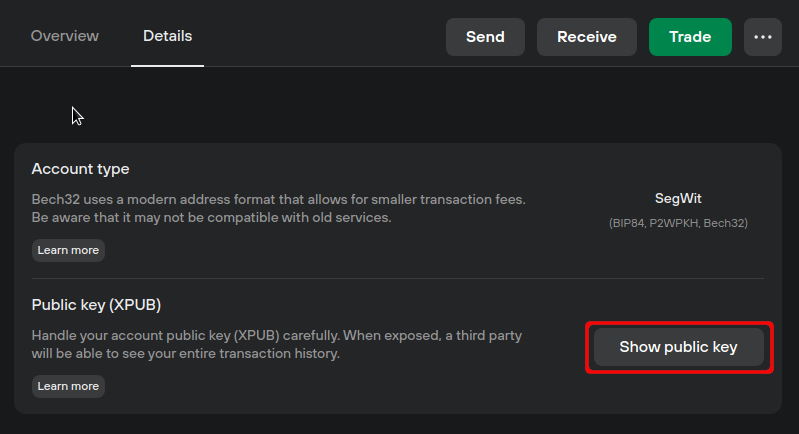 Overview Details Send Receive Trade ...
Account type
Bech32 uses a modern address format that allows for smaller transaction fees.
Be aware that it may not be compatible with old services.
SegWit
(BIP84, P2WPKH, Bech32)
Learn more
Public key (XPUB)
Handle your account public key (XPUB) carefully. When exposed, a third party
will be able to see your entire transaction history.
Show public key
Learn more